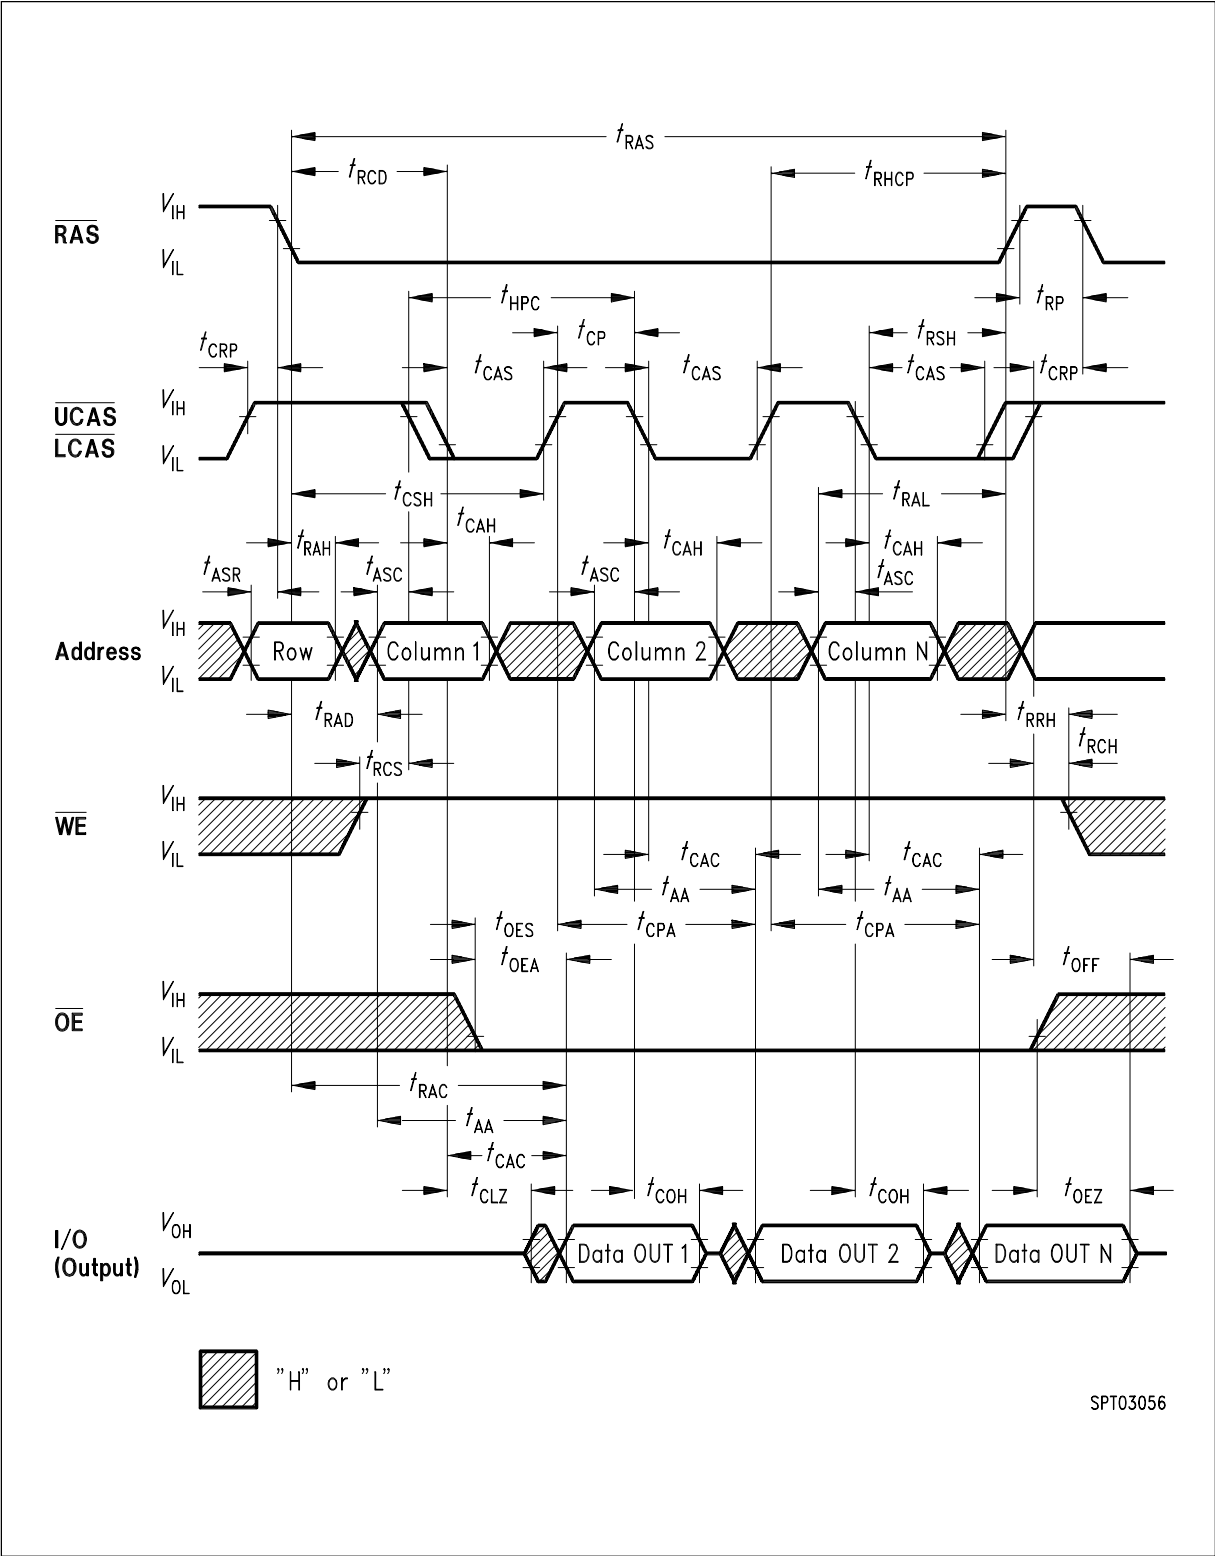 tRAS
tRCD tRHCP
RAS VIH
VIL
tHPC tRP
tCP tRSH
tCRP tCAS tCAS tCAS tCRP
UCAS
LCAS VIH
VIL
tCSH tRAL
tCAH
tRAH tCAH tCAH
tASR tASC tASC tASC
Address VIH
VIL
Row Column 1 Column 2 Column N
tRAD tRRH
tRCS tRCH
WE VIH
VIL
tCAC tCAC
tAA tAA
tOES tCPA tCPA
tOEA tOFF
OE VIH
VIL
tRAC
tAA
tCAC
tCLZ tCOH tCOH tOEZ
I/O
(Output) VOH
VOL
Data OUT 1 Data OUT 2 Data OUT N
"H" or "L"
SPT03056